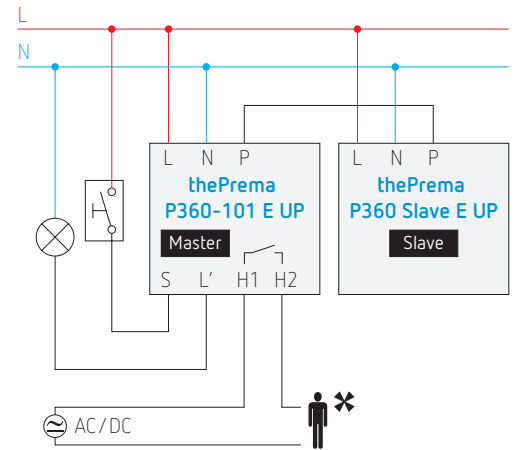 L
N
L N P
thePrema
P360-101 E UP
Master
S L′ H1 H2
L N P
thePrema
P360 Slave E UP
Slave
AC/DC